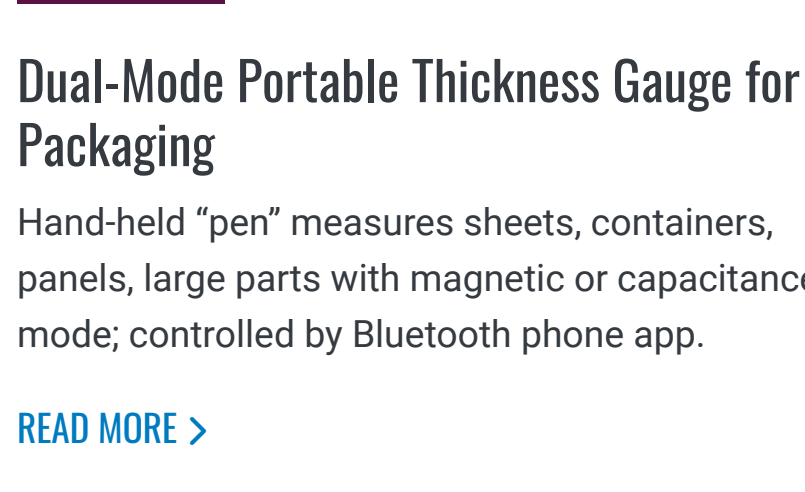 Dual-Mode Portable Thickness Gauge for
Packaging
Hand-held “pen” measures sheets, containers,
panels, large parts with magnetic or capacitance
mode; controlled by Bluetooth phone app.
READ MORE >